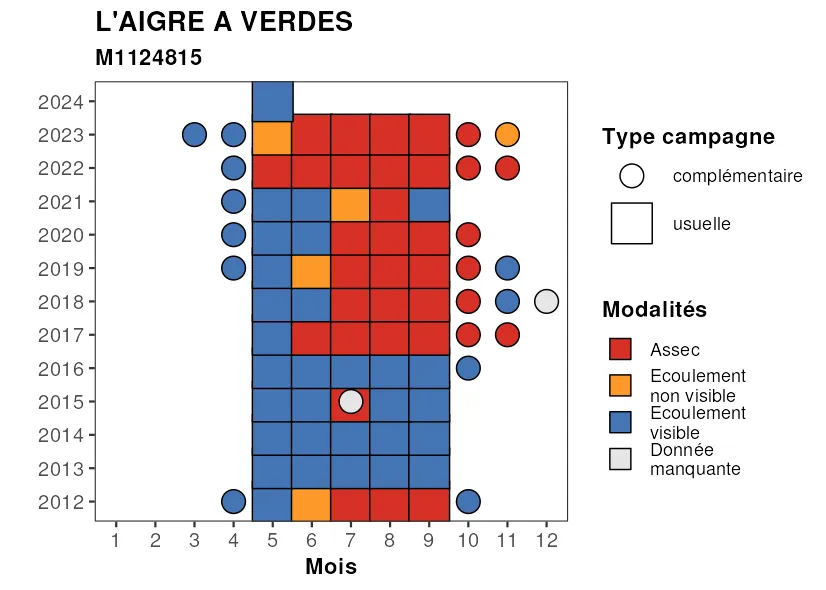 L'AIGRE A VERDES
M1124815
2024
2023
2022
2021
2020
2019
2018
2017
2016
2015
2014
2013
2012
1 2 3 4 5 6 7 8 9 10 11 12
Mois
Type campagne
complémentaire
usuelle
Modalités
Assec
Ecoulement
non visible
Ecoulement
visible
Donnée
manquante